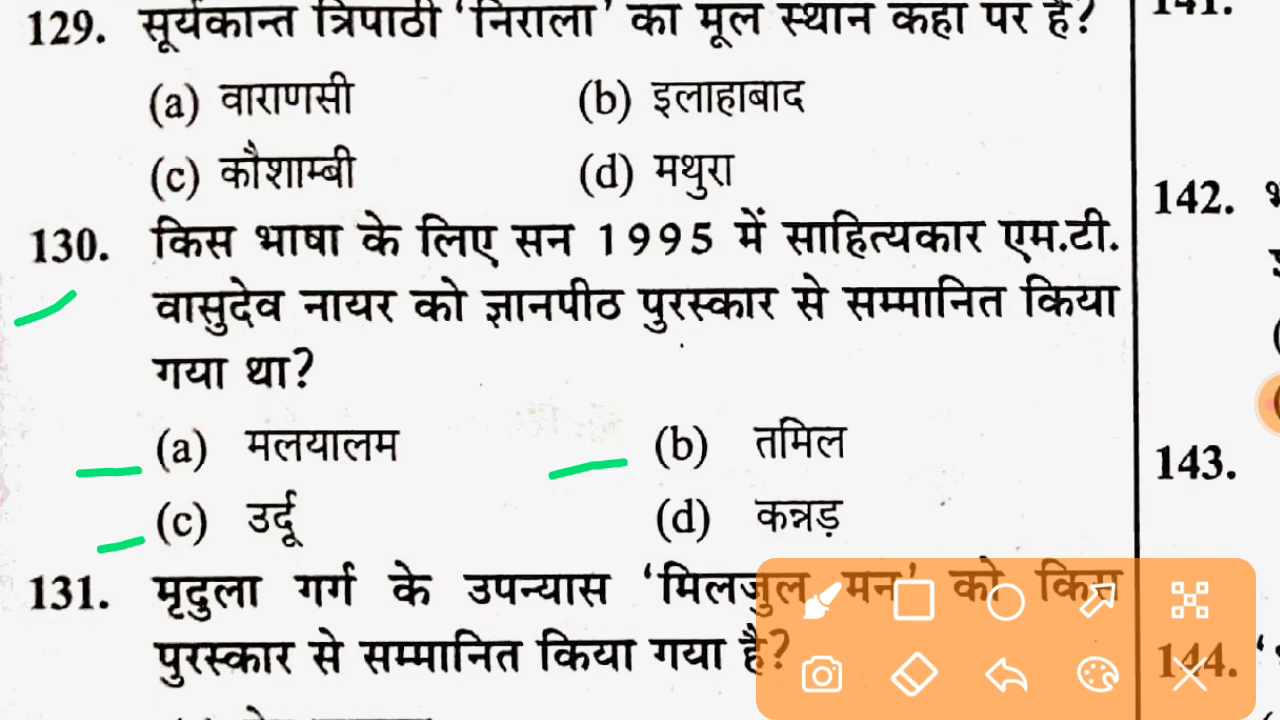 129. सूर्यकान्त त्रिपाठी 'निराला' का मूल स्थान कहाँ पर है?
(a) वाराणसी (b) इलाहाबाद
(c) कौशाम्बी (d) मथुरा
130. किस भाषा के लिए सन 1995 में साहित्यकार एम.टी.
वासुदेव नायर को ज्ञानपीठ पुरस्कार से सम्मानित किया
गया था?
(a) मलयालम (b) तमिल
(c) उर्दू (d) कन्नड़
131. मृदुला गर्ग के उपन्यास 'मिलजुल मन' को किस
पुरस्कार से सम्मानित किया गया है?
141.
142.
143.
144.